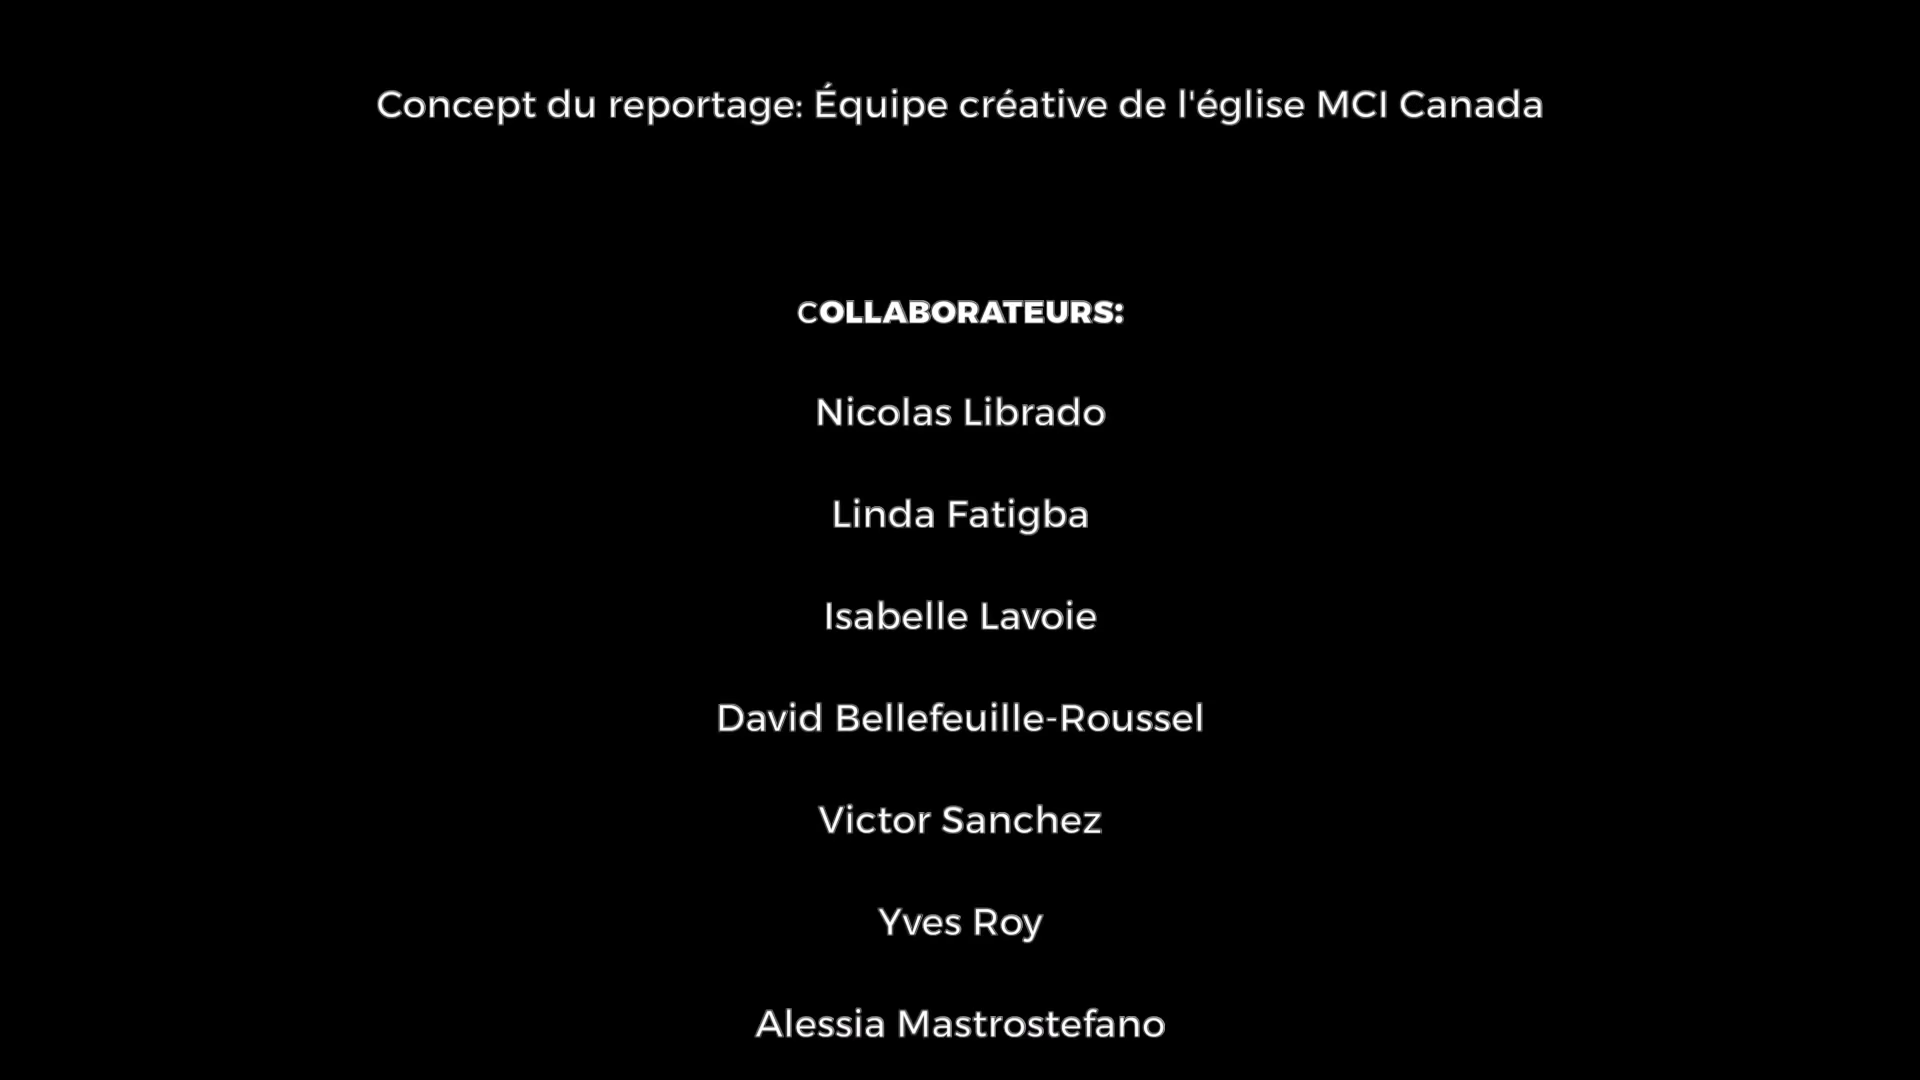 Concept du reportage: Équipe créative de l'église MCI Canada
COLLABORATEURS:
Nicolas Librado
Linda Fatigba
Isabelle Lavoie
David Bellefeuille-Roussel
Victor Sanchez
Yves Roy
Alessia Mastrostefano